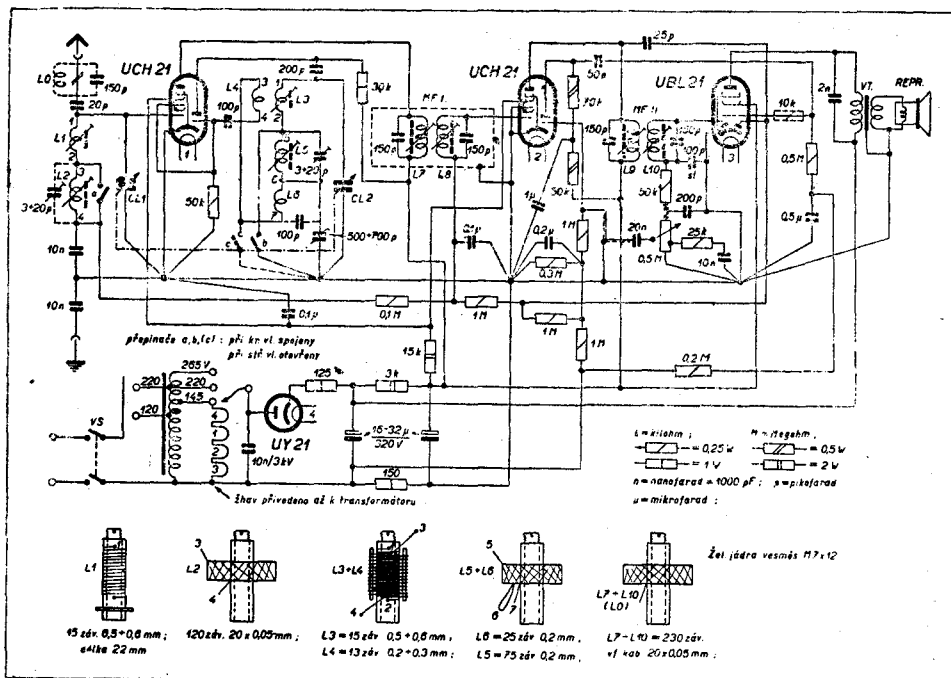 L0
150p
20p
L1
L2
3÷20p
10n
10n
UCH 21
1
CL1
50k
100p
L4
L3
200p
30k
L5
3÷20p
L6
100p
CL2
500+700p
0,1μ
MF I.
150p
150p
L7
L8
UCH 21
2
50p
70k
50k
1μ
0,1μ
0,2μ
0,3M
1M
25p
MF II
150p
L9
L10
UBL21
3
50k
200p
20n
0,5M
25k
10n
2n
10k
0,5M
0,5μ
VT.
REPR.
přepínače a,b,(c) : při kr. vl. spojeny
při stř vl. otevřeny
0,1M
1M
1M
1M
0,2M
15k
VS
220
120
265V
220
145
4
1
2
3
UY 21
4
10n/3kV
125
3k
16-32μ
320V
150
žhav přivedeno až k transformátoru
k = kiloohm ;
M = Megohm ;
= 0,25 W
= 0,5 W
= 1 W
= 2 W
n = nanofarad = 1000 pF ; p = pikofarad
μ = mikrofarad ;
Žel. jádra vesměs M7x12
L1
15 záv. 0,5÷0,6 mm ;
délka 22 mm
3
L2
4
120 záv. 20 x 0,05 mm ;
3
L3+L4
4
2
L3 = 15 záv 0,5 ÷ 0,6 mm ,
L4 = 13 záv. 0,2 ÷ 0,3 mm ;
5
L5+L6
6
7
L6 = 25 záv 0,2 mm ,
L5 = 75 záv 0,2 mm ;
L7 ÷ L10
(L0)
L7 ÷ L10 = 230 záv.
vf kab 20 x 0,05 mm ;